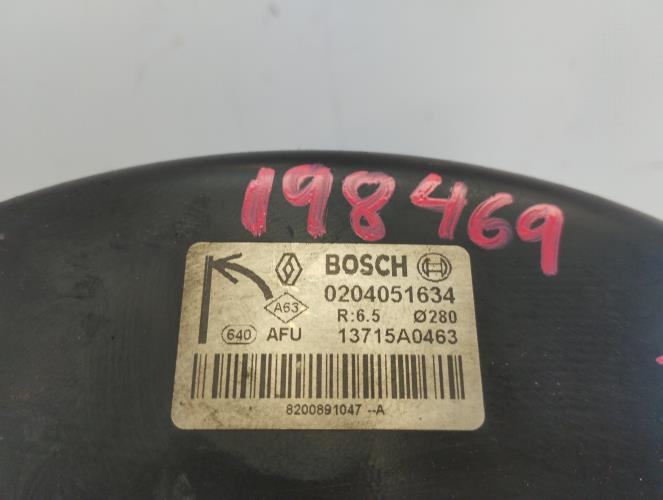 198469
BOSCH
0204051634
A63
R:6.5 Ø280
640 AFU 13715A0463
8200891047 --A